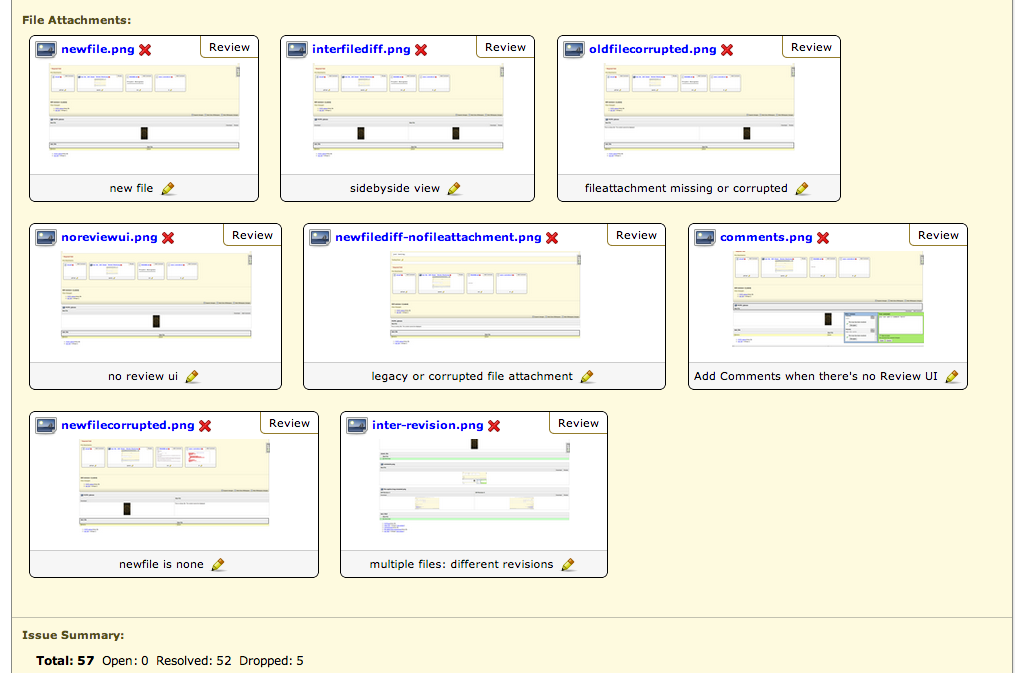 File Attachments:
newfile.png Review
interfilediff.png Review
oldfilecorrupted.png Review
new file
sidebyside view
fileattachment missing or corrupted
noreviewui.png Review
newfilediff-nofileattachment.png Review
comments.png Review
no review ui
legacy or corrupted file attachment
Add Comments when there's no Review UI
newfilecorrupted.png Review
inter-revision.png Review
newfile is none
multiple files: different revisions
Issue Summary:
Total: 57 Open: 0 Resolved: 52 Dropped: 5